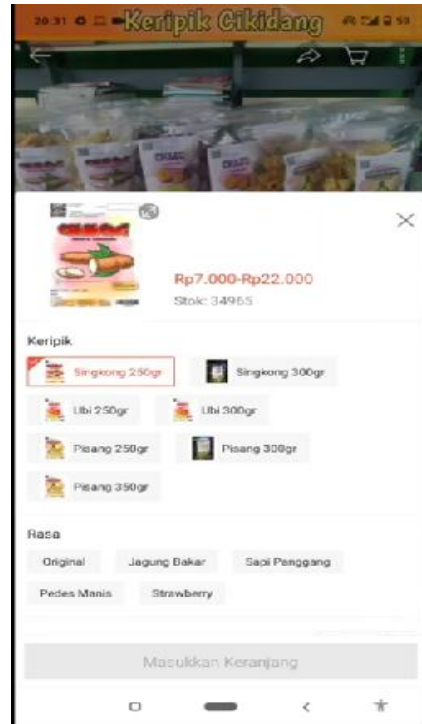 20:31
Keripik Cikidang
59
Rp7.000-Rp22.000
Stok: 34965
Keripik
Singkong 250gr
Singkong 300gr
Ubi 250gr
Ubi 300gr
Pisang 250gr
Pisang 300gr
Pisang 350gr
Rasa
Original
Jagung Bakar
Sapi Panggang
Pedes Manis
Strawberry
Masukkan Keranjang